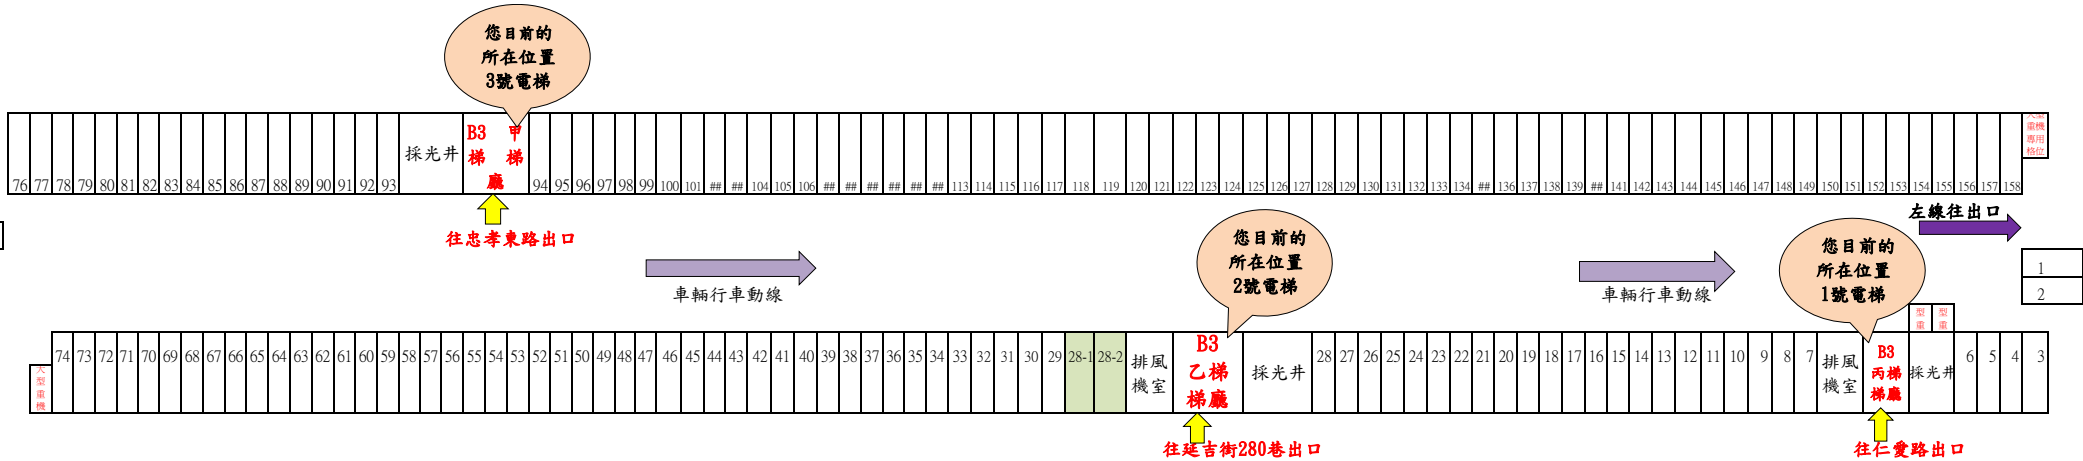 您目前的
所在位置
3號電梯
76 77 78 79 80 81 82 83 84 85 86 87 88 89 90 91 92 93 採光井 B3 甲 94 95 96 97 98 99 100 101 ## ## 104 105 106 ## ## ## ## ## ## 113 114 115 116 117 118 119 120 121 122 123 124 125 126 127 128 129 130 131 132 133 134 ## 136 137 138 139 ## 141 142 143 144 145 146 147 148 149 150 151 152 153 154 155 156 157 158
梯 梯
廳
重機
專用
格位
往忠孝東路出口
左線往出口
車輛行車動線
您目前的
所在位置
2號電梯
車輛行車動線
您目前的
所在位置
1號電梯
1
2
型 型
重 重
74 73 72 71 70 69 68 67 66 65 64 63 62 61 60 59 58 57 56 55 54 53 52 51 50 49 48 47 46 45 44 43 42 41 40 39 38 37 36 35 34 33 32 31 30 29 28-1 28-2
排風
機室
B3
乙梯
梯廳
採光井
28 27 26 25 24 23 22 21 20 19 18 17 16 15 14 13 12 11 10 9 8 7
排風
機室
B3
丙梯
梯廳
採光井
6 5 4 3
型
重
機
往延吉街280巷出口
往仁愛路出口